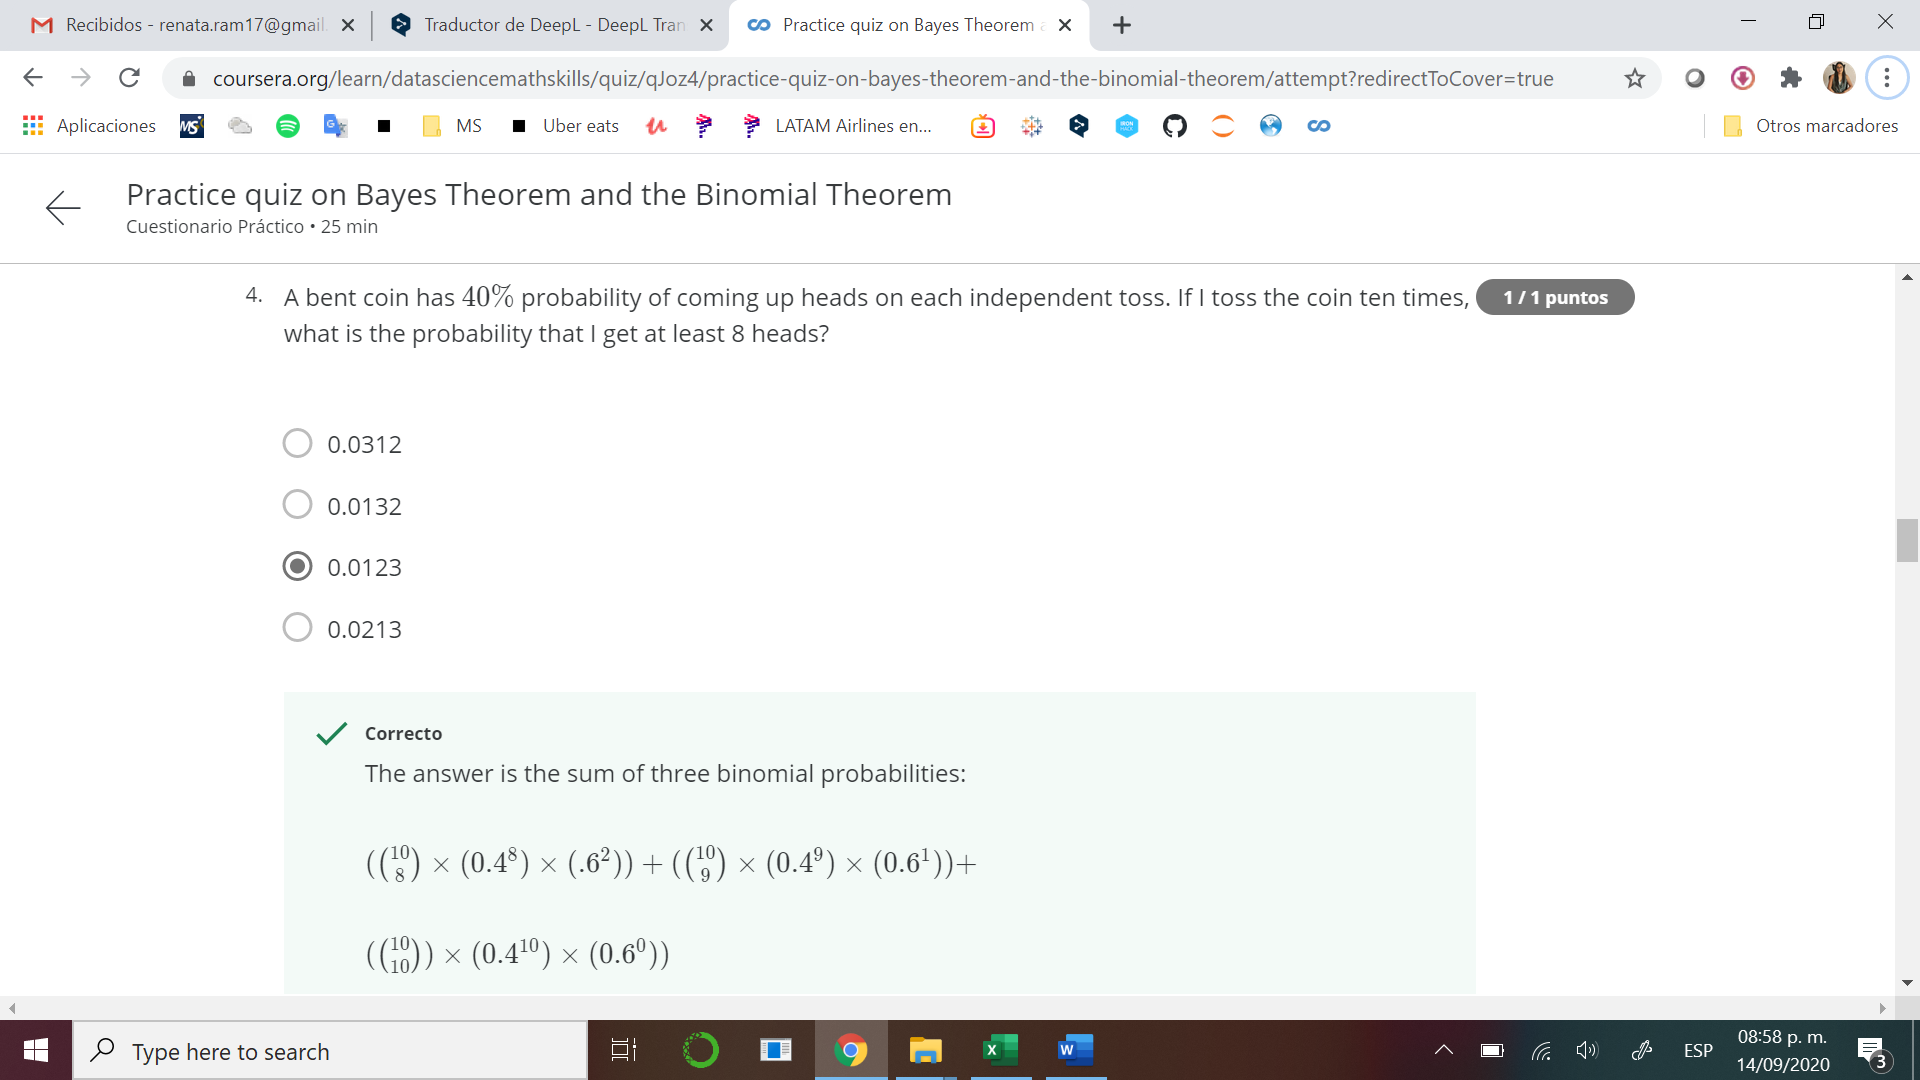 Recibidos - renata.ram17@gmail.
Traductor de DeepL - DeepL Tran
Practice quiz on Bayes Theorem a
coursera.org/learn/datasciencemathskills/quiz/qJoz4/practice-quiz-on-bayes-theorem-and-the-binomial-theorem/attempt?redirectToCover=true
Aplicaciones MS MS Uber eats LATAM Airlines en... Otros marcadores
Practice quiz on Bayes Theorem and the Binomial Theorem
Cuestionario Práctico • 25 min
4. A bent coin has 40% probability of coming up heads on each independent toss. If I toss the coin ten times, 1 / 1 puntos
what is the probability that I get at least 8 heads?
0.0312
0.0132
0.0123
0.0213
Correcto
The answer is the sum of three binomial probabilities:
((10 8) × (0.4^8) × (.6^2)) + ((10 9) × (0.4^9) × (0.6^1))+
((10 10)) × (0.4^10) × (0.6^0))
Type here to search
ESP
08:58 p. m.
14/09/2020
3